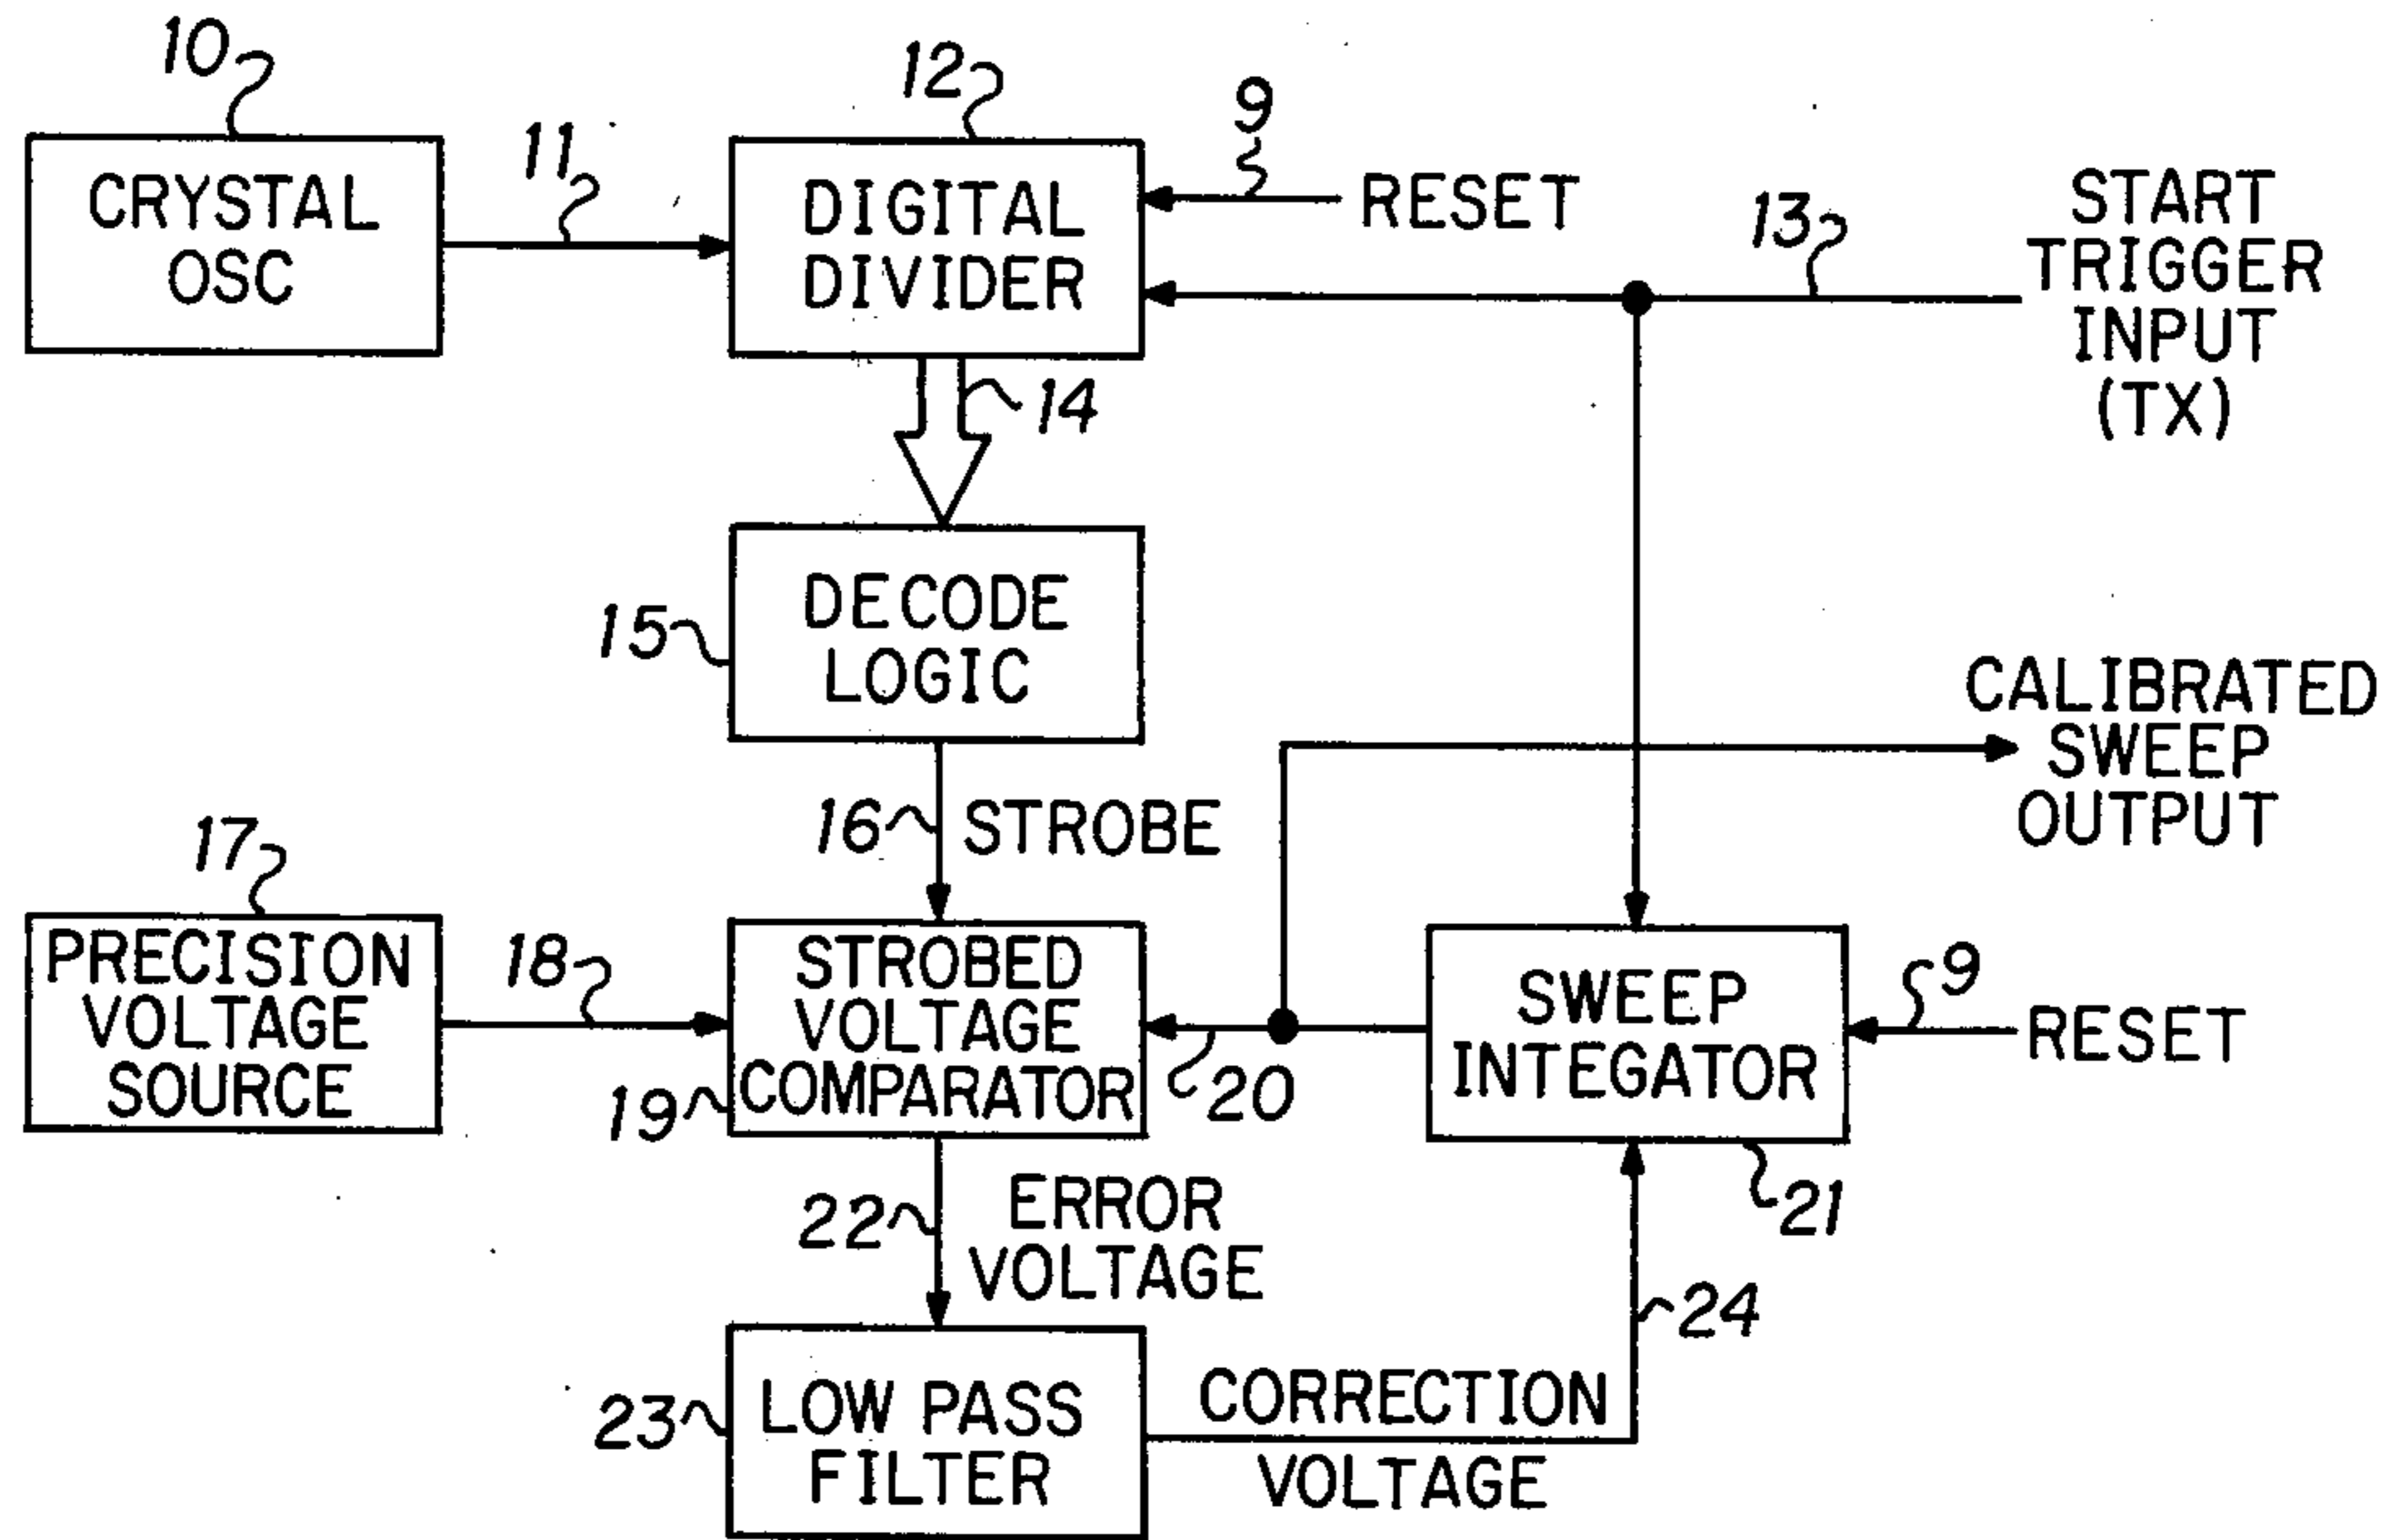 10
CRYSTAL
OSC
11
12
DIGITAL
DIVIDER
9
RESET
13
START
TRIGGER
INPUT
(TX)
14
15
DECODE
LOGIC
16
STROBE
CALIBRATED
SWEEP
OUTPUT
17
PRECISION
VOLTAGE
SOURCE
18
19
STROBED
VOLTAGE
COMPARATOR
20
SWEEP
INTEGATOR
9
RESET
21
22
ERROR
VOLTAGE
23
LOW PASS
FILTER
CORRECTION
VOLTAGE
24